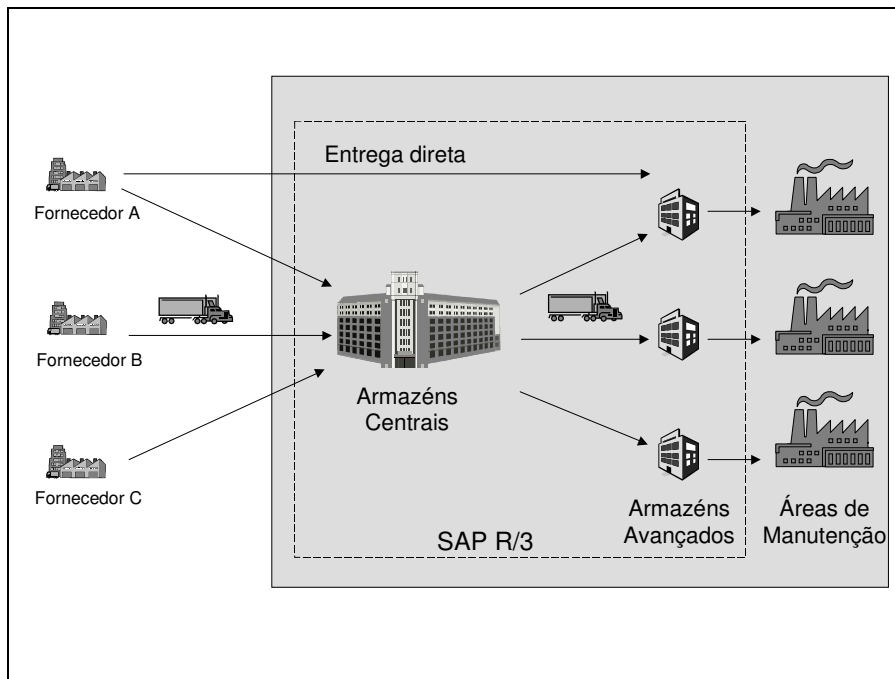 Entrega direta
Fornecedor A
Fornecedor B
Armazéns
Centrais
Fornecedor C
Armazéns
Avançados
Áreas de
Manutenção
SAP R/3